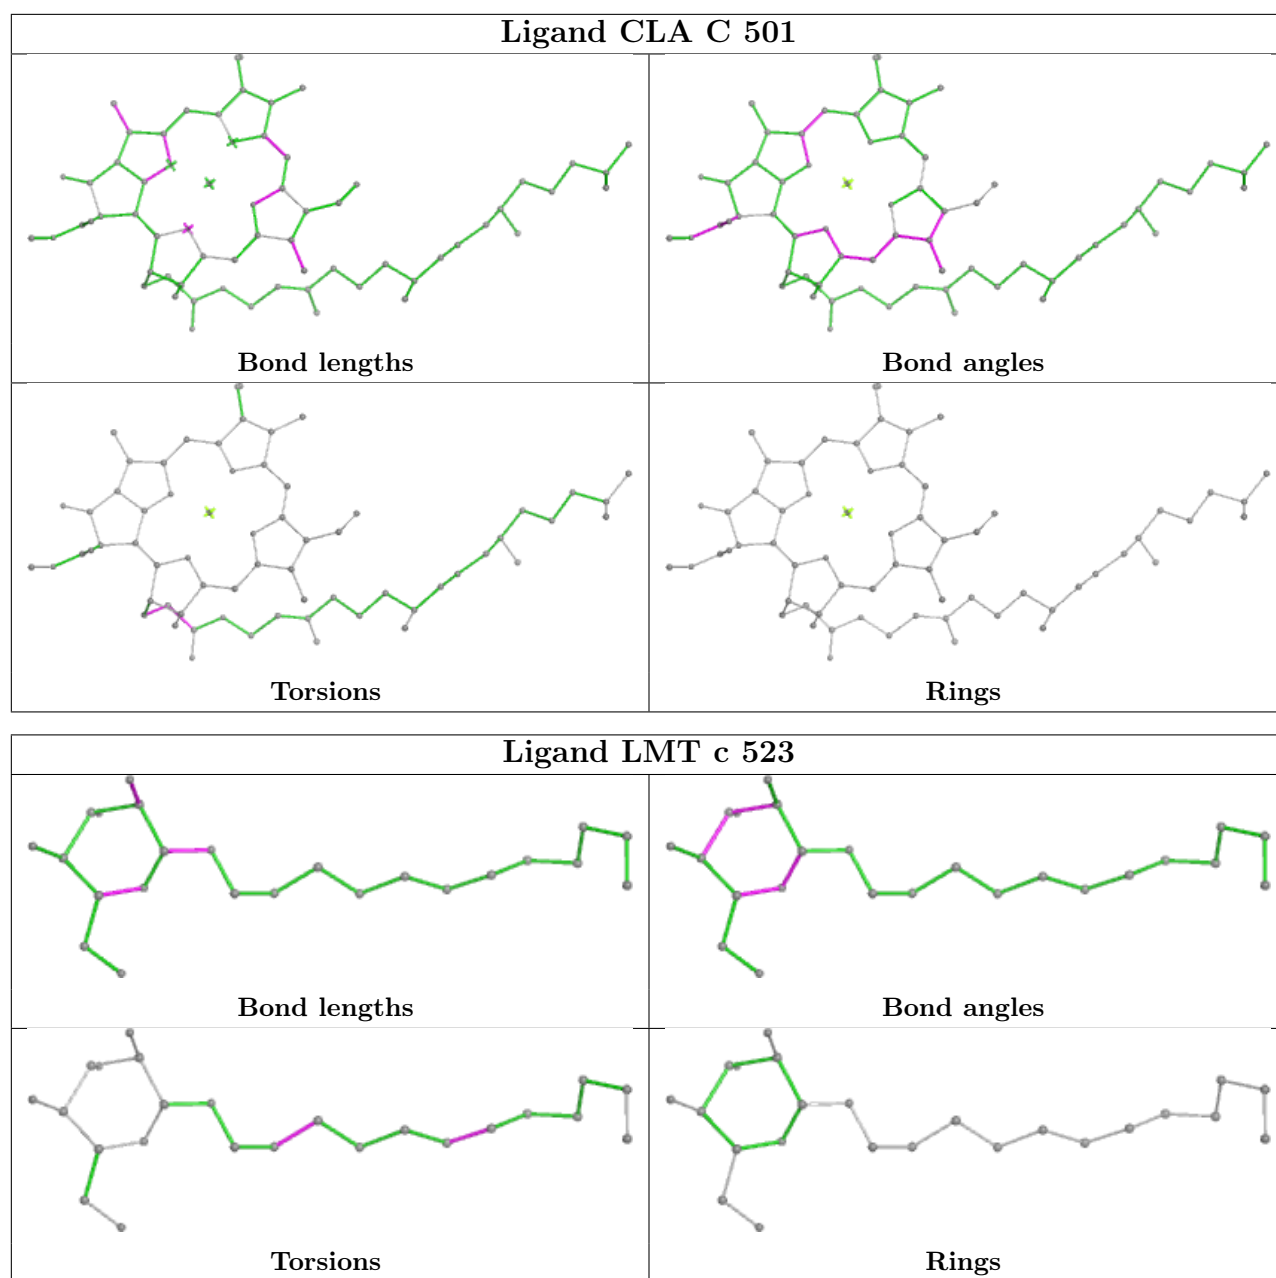 Ligand CLA C 501
Bond lengths
Bond angles
Torsions
Rings
Ligand LMT c 523
Bond lengths
Bond angles
Torsions
Rings